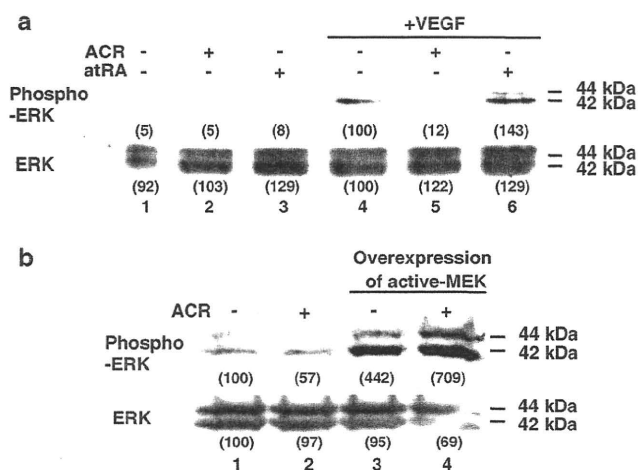 a
+VEGF
ACR - + - - + -
atRA - - + - - +
Phospho
-ERK
44 kDa
42 kDa
(5) (5) (8) (100) (12) (143)
ERK
44 kDa
42 kDa
(92) (103) (129) (100) (122) (129)
1 2 3 4 5 6
b
Overexpression
of active-MEK
ACR - + - +
Phospho
-ERK
44 kDa
42 kDa
(100) (57) (442) (709)
ERK
44 kDa
42 kDa
(100) (97) (95) (69)
1 2 3 4